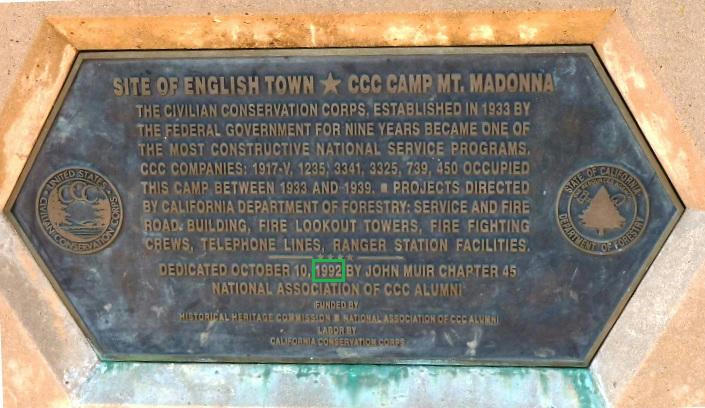 SITE OF ENGLISH TOWN ★ CCC CAMP MT. MADONNA
THE CIVILIAN CONSERVATION CORPS, ESTABLISHED IN 1933 BY
THE FEDERAL GOVERNMENT FOR NINE YEARS BECAME ONE OF
THE MOST CONSTRUCTIVE NATIONAL SERVICE PROGRAMS.
CCC COMPANIES: 1917-V, 1235, 3341, 3325, 739, 450 OCCUPIED
THIS CAMP BETWEEN 1933 AND 1939. ■ PROJECTS DIRECTED
BY CALIFORNIA DEPARTMENT OF FORESTRY: SERVICE AND FIRE
ROAD BUILDING, FIRE LOOKOUT TOWERS, FIRE FIGHTING
CREWS, TELEPHONE LINES, RANGER STATION FACILITIES.
UNITED STATES
CCC
CIVILIAN CONSERVATION CORPS
STATE OF CALIFORNIA
DEPARTMENT OF FORESTRY
DEDICATED OCTOBER 10, 1992 BY JOHN MUIR CHAPTER 45
NATIONAL ASSOCIATION OF CCC ALUMNI
FUNDED BY
HISTORICAL HERITAGE COMMISSION ■ NATIONAL ASSOCIATION OF CCC ALUMNI
LABOR BY
CALIFORNIA CONSERVATION CORPS